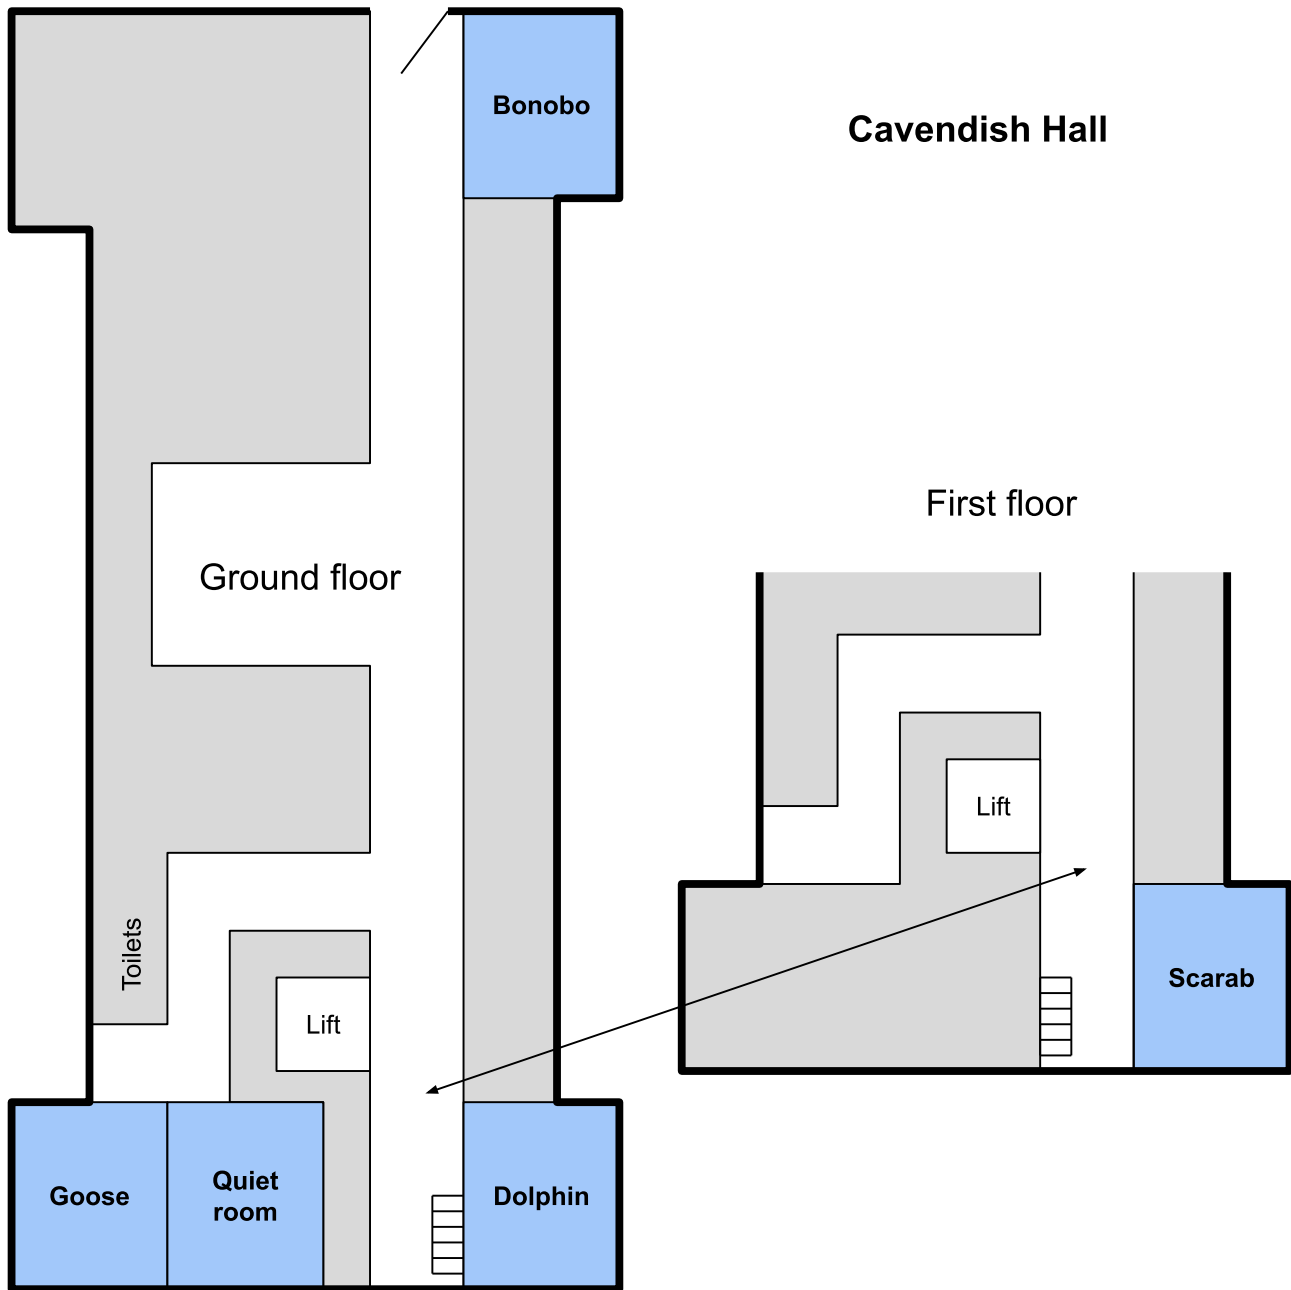 Bonobo
Cavendish Hall
First floor
Ground floor
Lift
Toilets
Scarab
Lift
Goose
Quiet
room
Dolphin